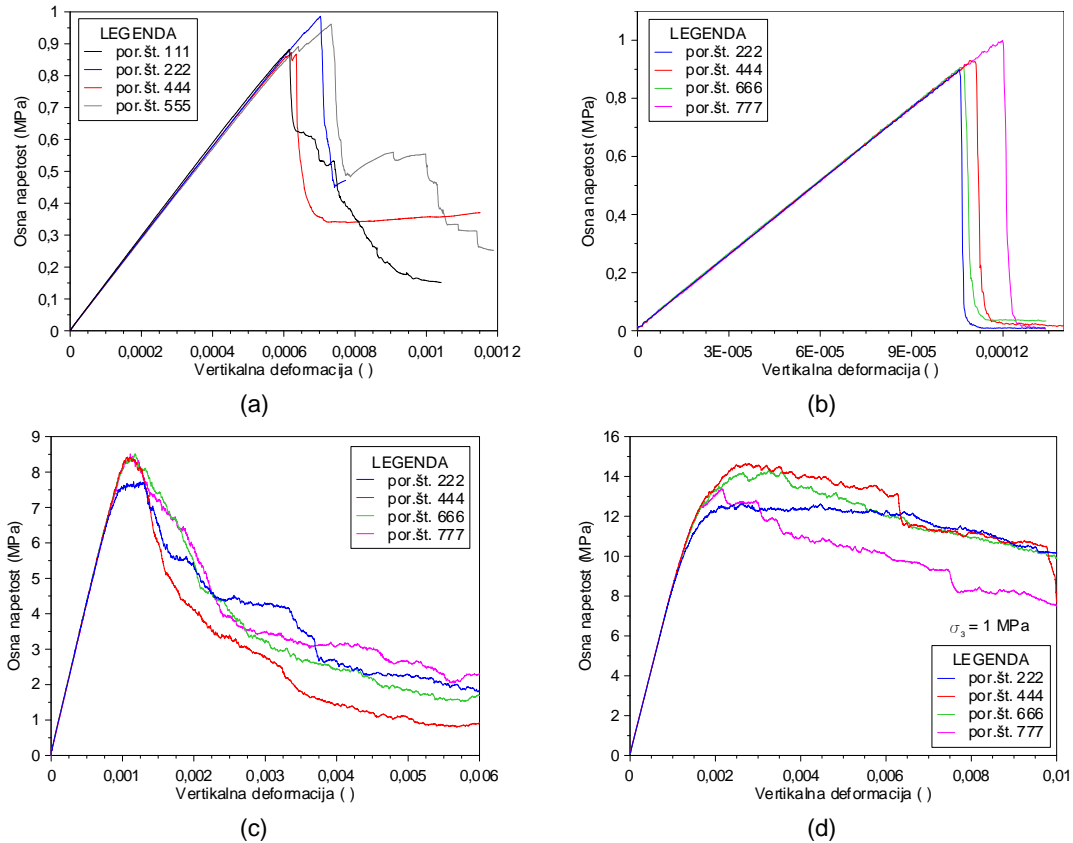 LEGENDA
por.št. 111
por.št. 222
por.št. 444
por.št. 555
Osna napetost (MPa)
1
0,9
0,8
0,7
0,6
0,5
0,4
0,3
0,2
0,1
0
0 0,0002 0,0004 0,0006 0,0008 0,001 0,0012
Vertikalna deformacija ( )
(a)
LEGENDA
por.št. 222
por.št. 444
por.št. 666
por.št. 777
Osna napetost (MPa)
1
0,8
0,6
0,4
0,2
0
0 3E-005 6E-005 9E-005 0,00012
Vertikalna deformacija ( )
(b)
LEGENDA
por.št. 222
por.št. 444
por.št. 666
por.št. 777
Osna napetost (MPa)
9
8
7
6
5
4
3
2
1
0
0 0,001 0,002 0,003 0,004 0,005 0,006
Vertikalna deformacija ( )
(c)
Osna napetost (MPa)
16
14
12
10
8
6
4
2
0
σ3 = 1 MPa
LEGENDA
por.št. 222
por.št. 444
por.št. 666
por.št. 777
0 0,002 0,004 0,006 0,008 0,01
Vertikalna deformacija ( )
(d)